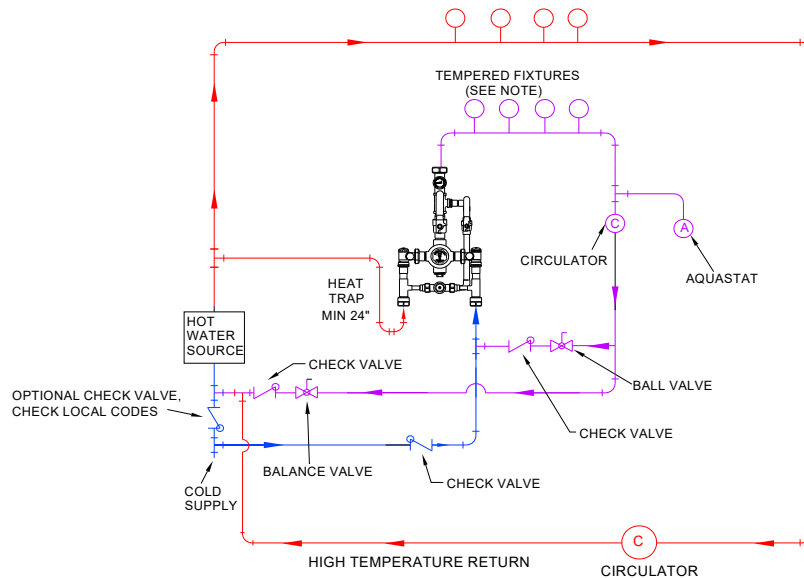 TEMPERED FIXTURES
(SEE NOTE)
C
A
CIRCULATOR
AQUASTAT
HEAT
TRAP
MIN 24"
HOT
WATER
SOURCE
CHECK VALVE
BALL VALVE
OPTIONAL CHECK VALVE,
CHECK LOCAL CODES
CHECK VALVE
BALANCE VALVE
CHECK VALVE
COLD
SUPPLY
C
HIGH TEMPERATURE RETURN
CIRCULATOR